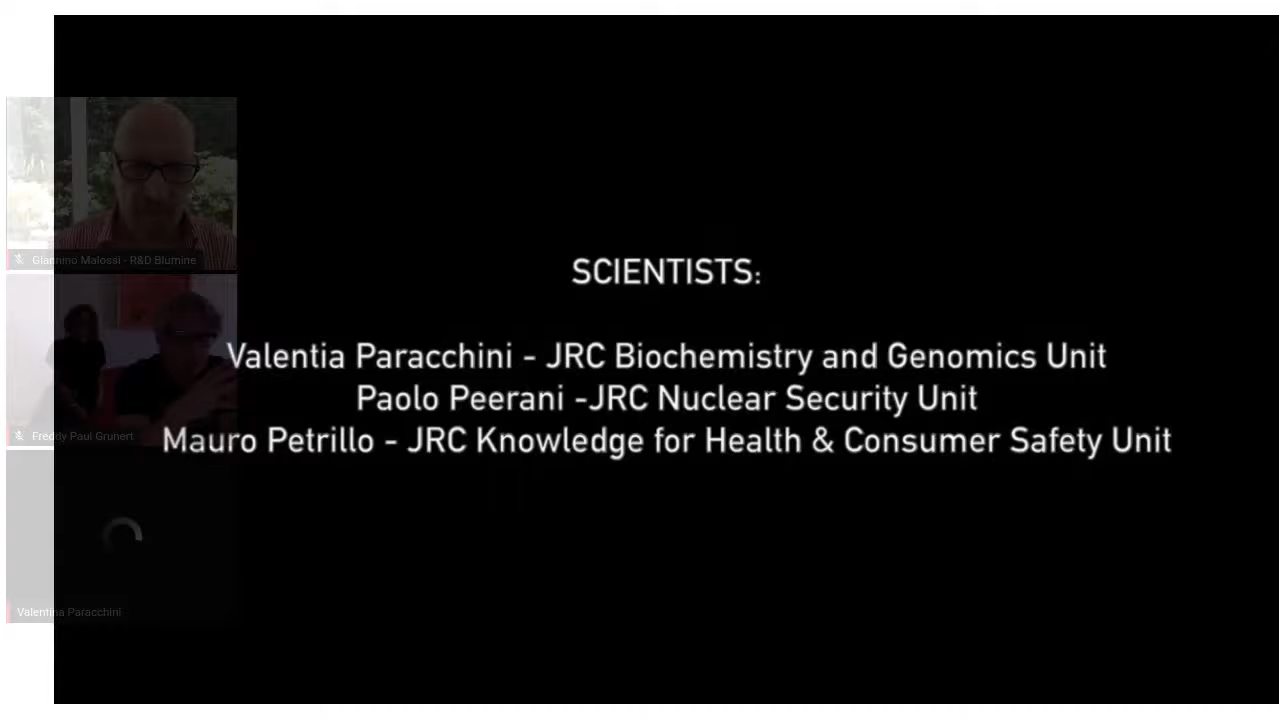 Giannino Malossi - R&D Blumine
Freddy Paul Grunert
Valentina Paracchini
SCIENTISTS:
Valentia Paracchini - JRC Biochemistry and Genomics Unit
Paolo Peerani -JRC Nuclear Security Unit
Mauro Petrillo - JRC Knowledge for Health & Consumer Safety Unit